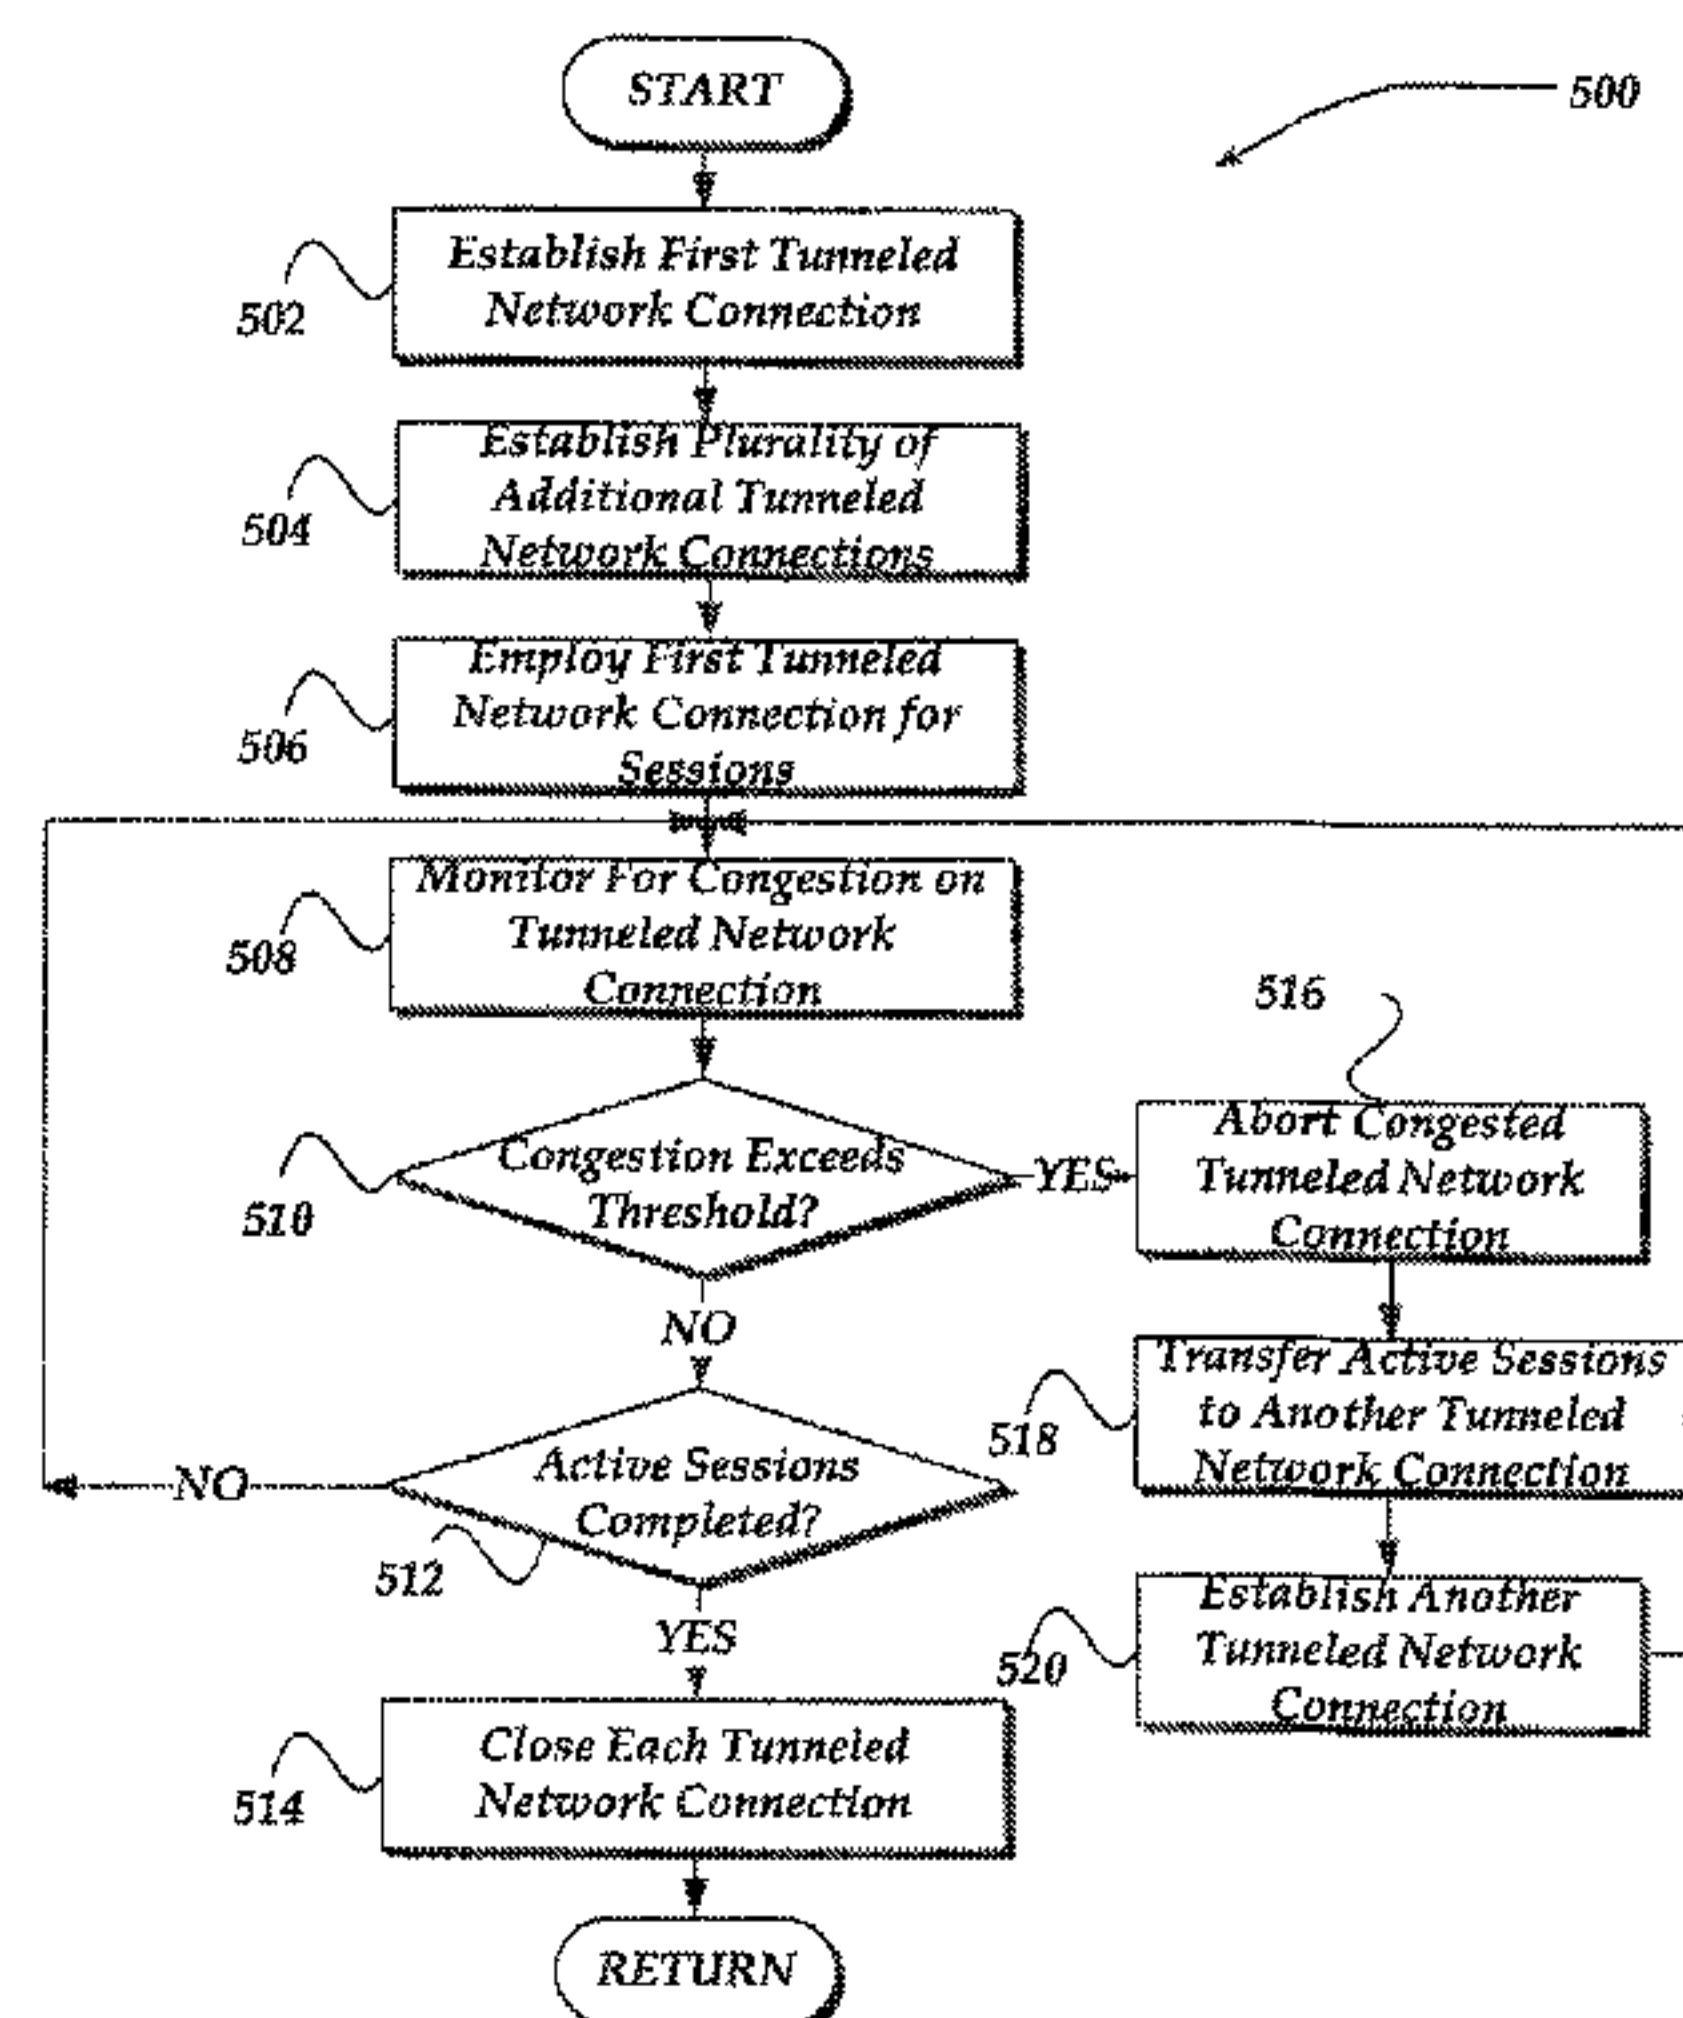 START
500
Establish First Tunneled
Network Connection
502
Establish Plurality of
Additional Tunneled
Network Connections
504
Employ First Tunneled
Network Connection for
Sessions
506
Monitor For Congestion on
Tunneled Network
Connection
508
Congestion Exceeds
Threshold?
510
YES
NO
516
Abort Congested
Tunneled Network
Connection
Transfer Active Sessions
to Another Tunneled
Network Connection
518
Active Sessions
Completed?
NO
512
YES
Establish Another
Tunneled Network
Connection
520
Close Each Tunneled
Network Connection
514
RETURN